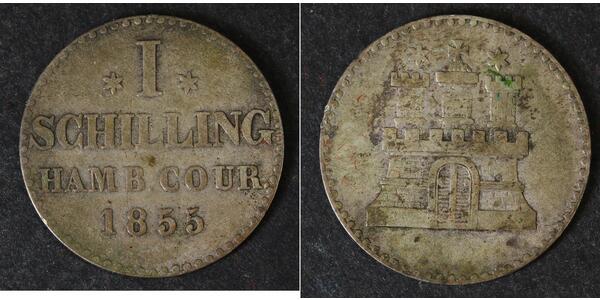 I
SCHILLING
HAMB. COUR.
1855